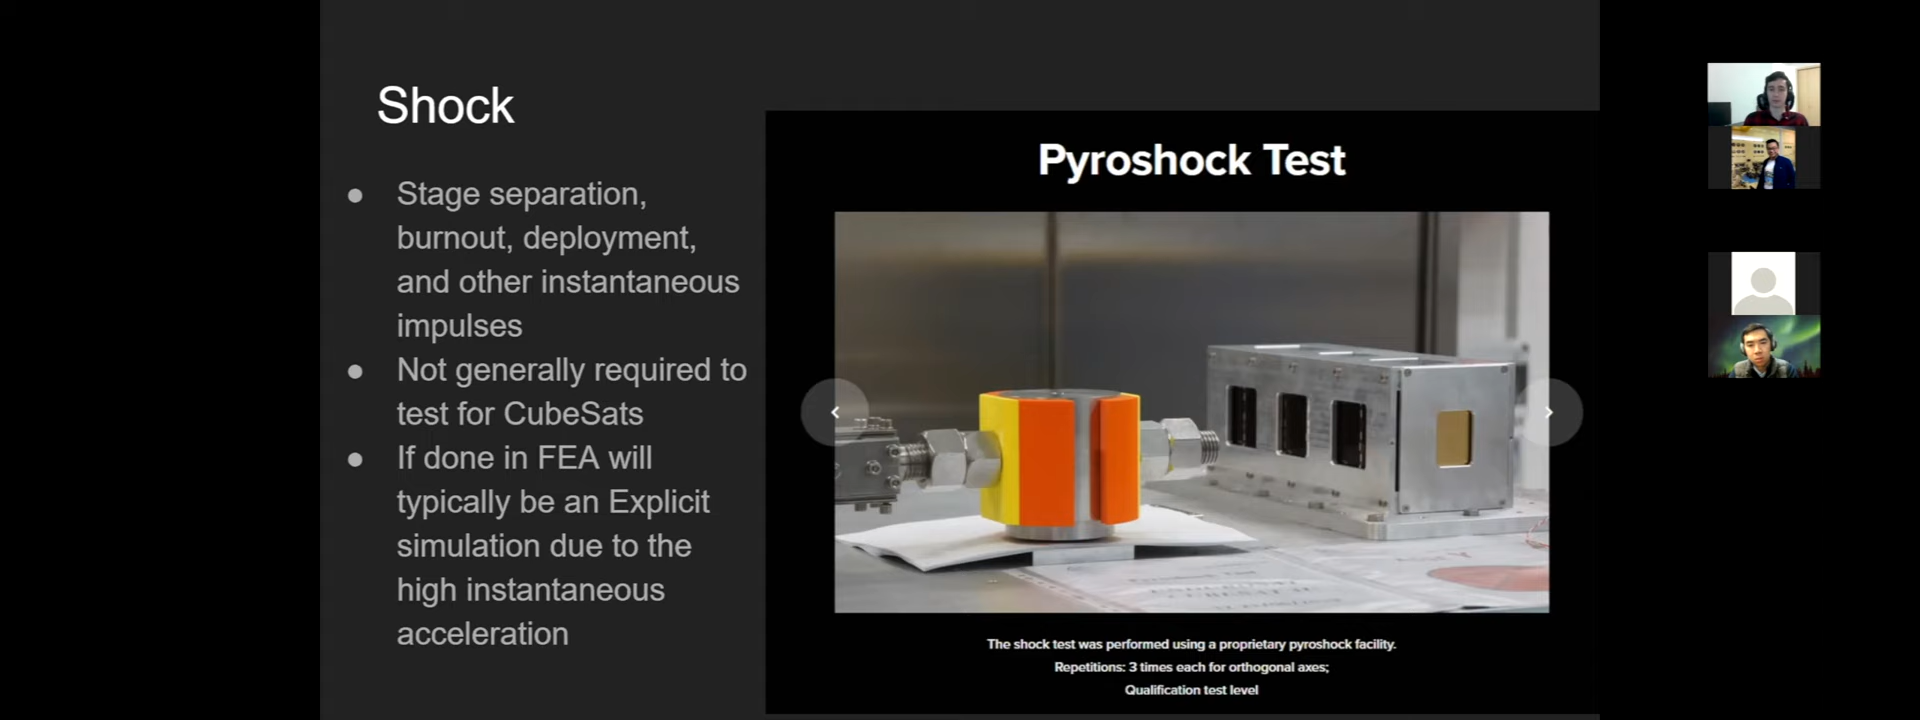 Shock
● Stage separation,
burnout, deployment,
and other instantaneous
impulses
● Not generally required to
test for CubeSats
● If done in FEA will
typically be an Explicit
simulation due to the
high instantaneous
acceleration
Pyroshock Test
The shock test was performed using a proprietary pyroshock facility.
Repetitions: 3 times each for orthogonal axes;
Qualification test level